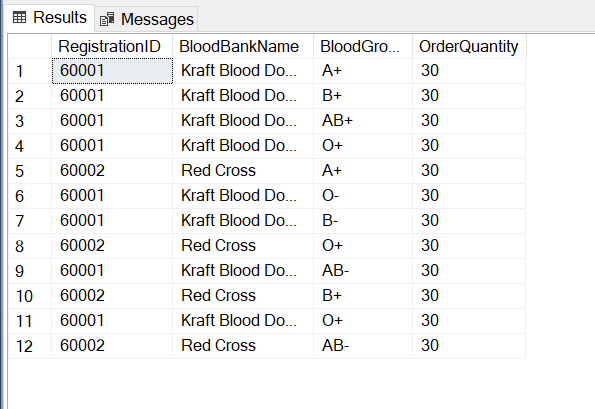 Results Messages
RegistrationID BloodBankName BloodGro... OrderQuantity
1 60001 Kraft Blood Do... A+ 30
2 60001 Kraft Blood Do... B+ 30
3 60001 Kraft Blood Do... AB+ 30
4 60001 Kraft Blood Do... O+ 30
5 60002 Red Cross A+ 30
6 60001 Kraft Blood Do... O- 30
7 60001 Kraft Blood Do... B- 30
8 60002 Red Cross O+ 30
9 60001 Kraft Blood Do... AB- 30
10 60002 Red Cross B+ 30
11 60001 Kraft Blood Do... O+ 30
12 60002 Red Cross AB- 30